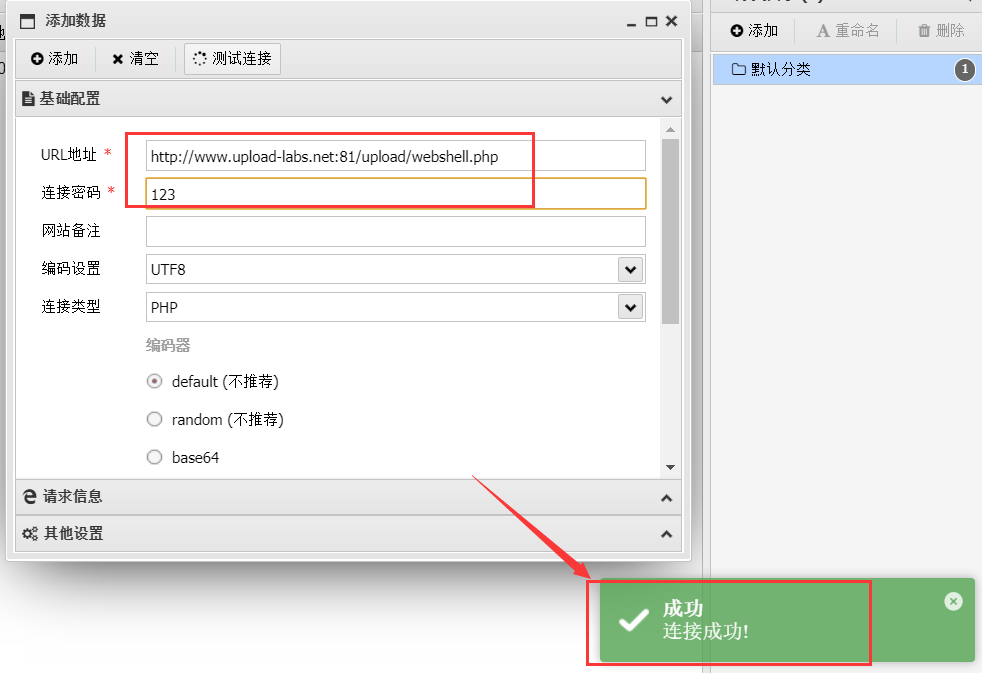 添加数据
添加 清空 测试连接
基础配置
URL地址 * http://www.upload-labs.net:81/upload/webshell.php
连接密码 * 123
网站备注
编码设置 UTF8
连接类型 PHP
编码器
default (不推荐)
random (不推荐)
base64
请求信息
其他设置
添加 重命名 删除
默认分类 1
成功
连接成功!